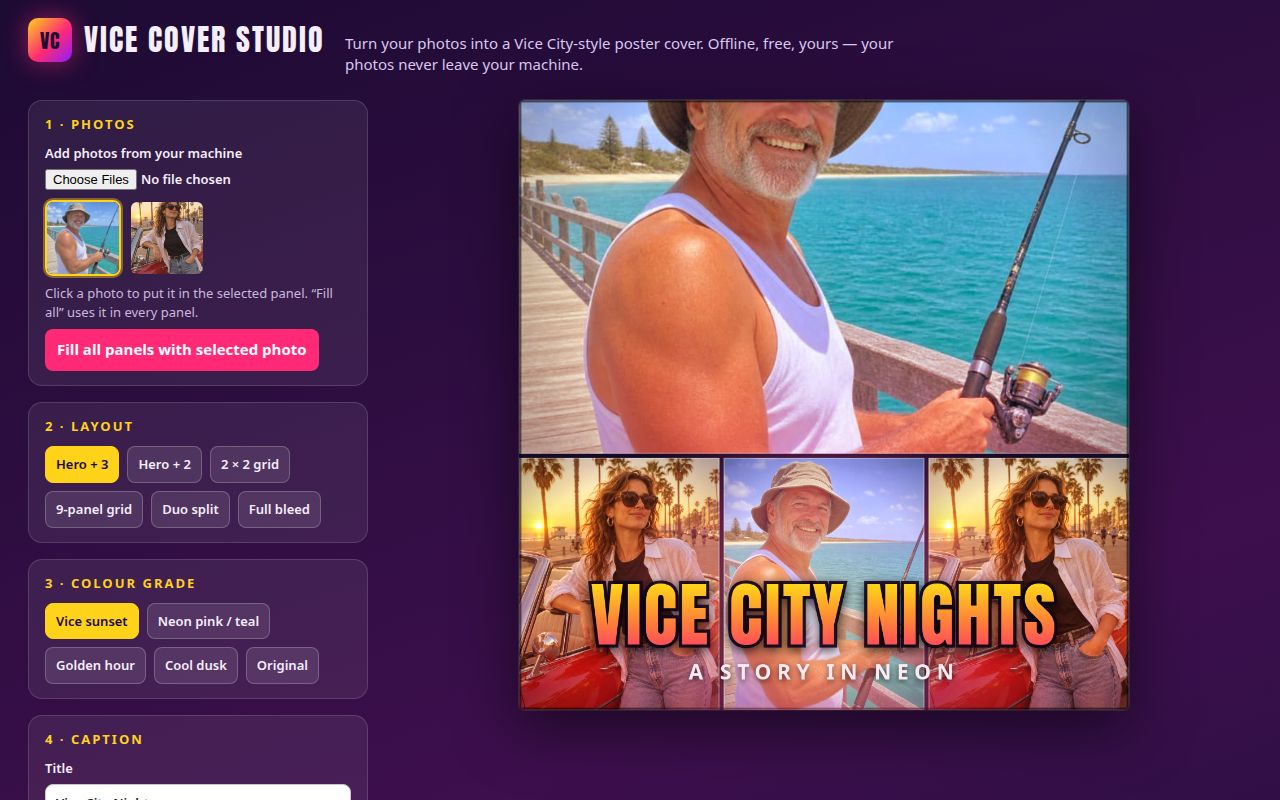 VC
VICE COVER STUDIO
Turn your photos into a Vice City-style poster cover. Offline, free, yours — your
photos never leave your machine.
1 · PHOTOS
Add photos from your machine
Choose Files No file chosen
Click a photo to put it in the selected panel. “Fill
all” uses it in every panel.
Fill all panels with selected photo
2 · LAYOUT
Hero + 3
Hero + 2
2 × 2 grid
9-panel grid
Duo split
Full bleed
3 · COLOUR GRADE
Vice sunset
Neon pink / teal
Golden hour
Cool dusk
Original
4 · CAPTION
Title
VICE CITY NIGHTS
A STORY IN NEON